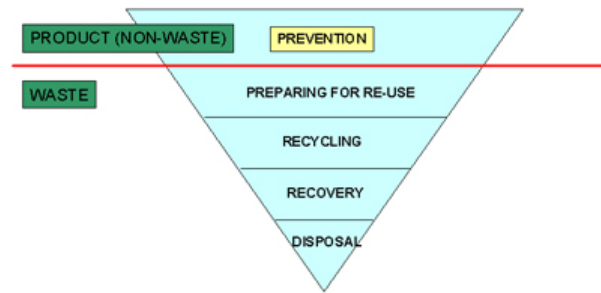 PRODUCT (NON-WASTE)
PREVENTION
WASTE
PREPARING FOR RE-USE
RECYCLING
RECOVERY
DISPOSAL